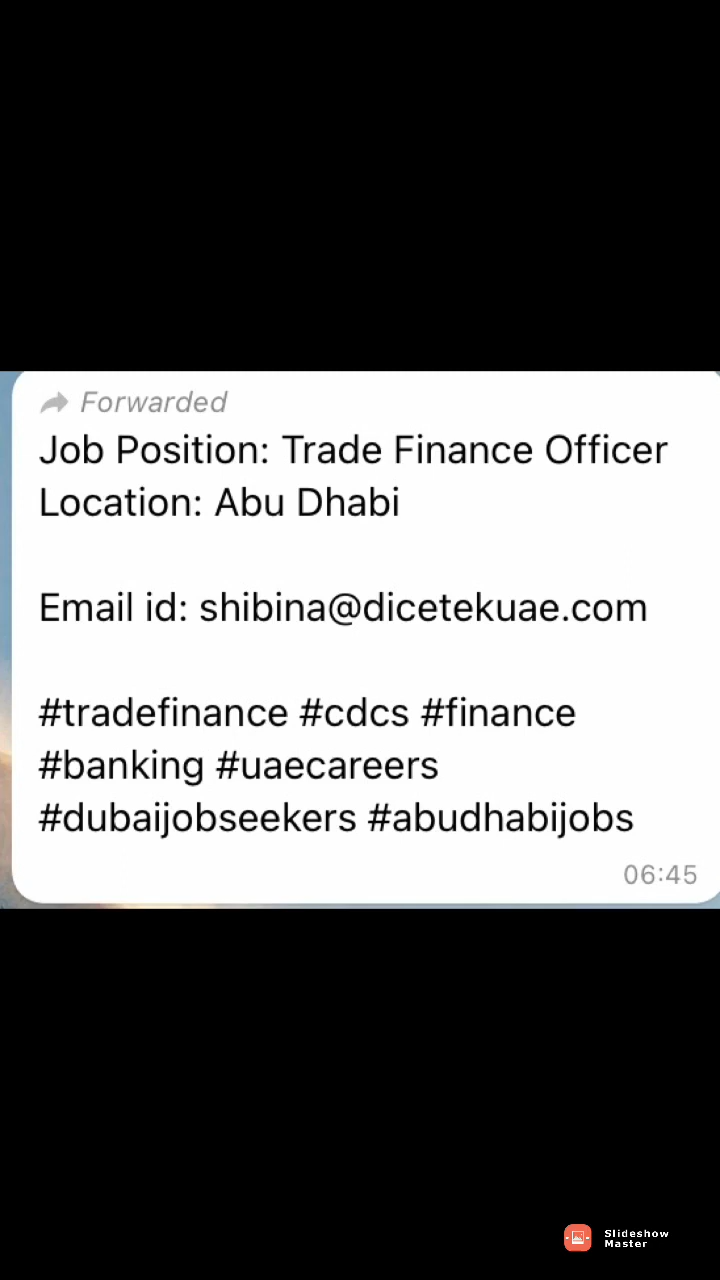 Forwarded
Job Position: Trade Finance Officer
Location: Abu Dhabi
Email id: shibina@dicetekuae.com
#tradefinance #cdcs #finance
#banking #uaecareers
#dubaijobseekers #abudhabijobs
06:45
Slideshow
Master